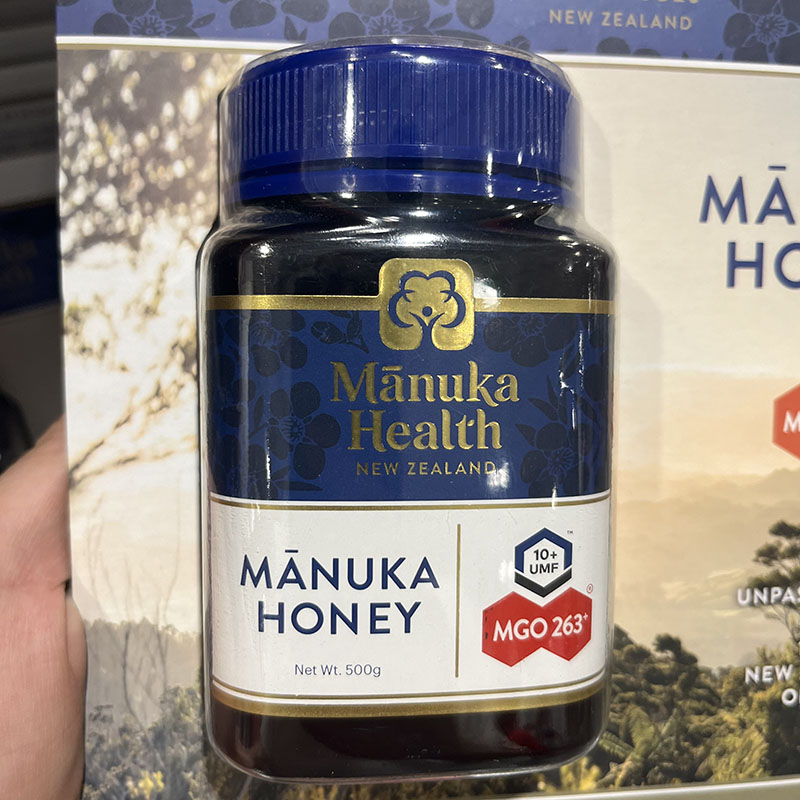 NEW ZEALAND
Mānuka
Health
NEW ZEALAND
MĀNUKA
HONEY
Net Wt. 500g
10+
UMF
™
MGO 263+
®
MĀ
HO
M
UNPAS
NEW
O